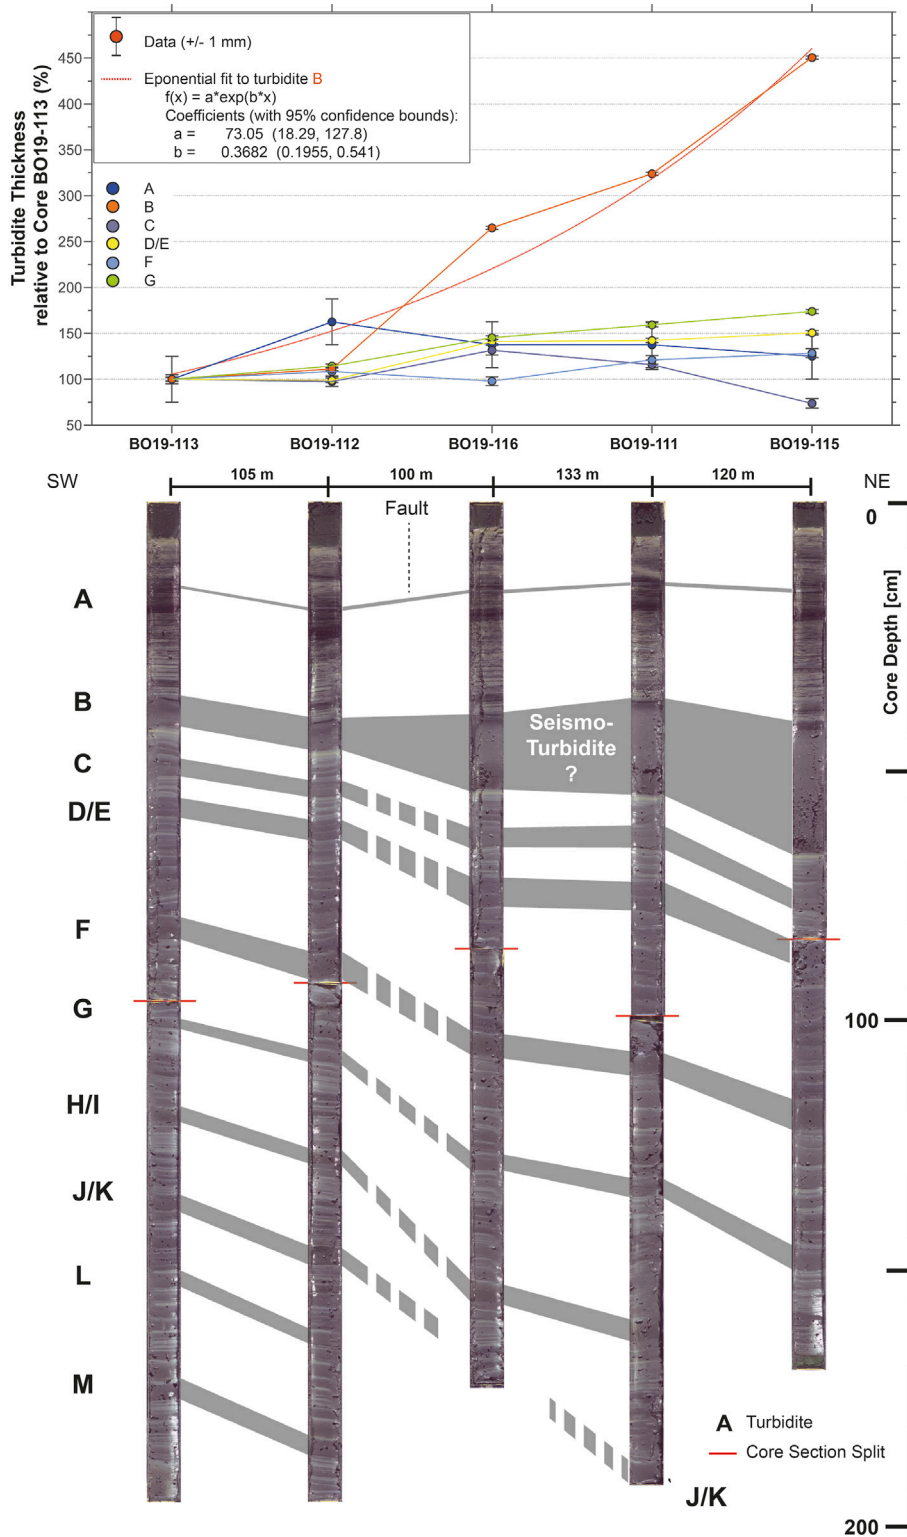 Turbidite Thickness
relative to Core BO19-113 (%)
Data (+/- 1 mm)
Eponential fit to turbidite B
f(x) = a*exp(b*x)
Coefficients (with 95% confidence bounds):
a = 73.05 (18.29, 127.8)
b = 0.3682 (0.1955, 0.541)
A
B
C
D/E
F
G
450
400
350
300
250
200
150
100
50
BO19-113 BO19-112 BO19-116 BO19-111 BO19-115
105 m 100 m 133 m 120 m
SW NE
Fault
0
Core Depth [cm]
A
B
Seismo-
Turbidite
?
C
D/E
F
G
100
H/I
J/K
L
M
A Turbidite
Core Section Split
J/K
200